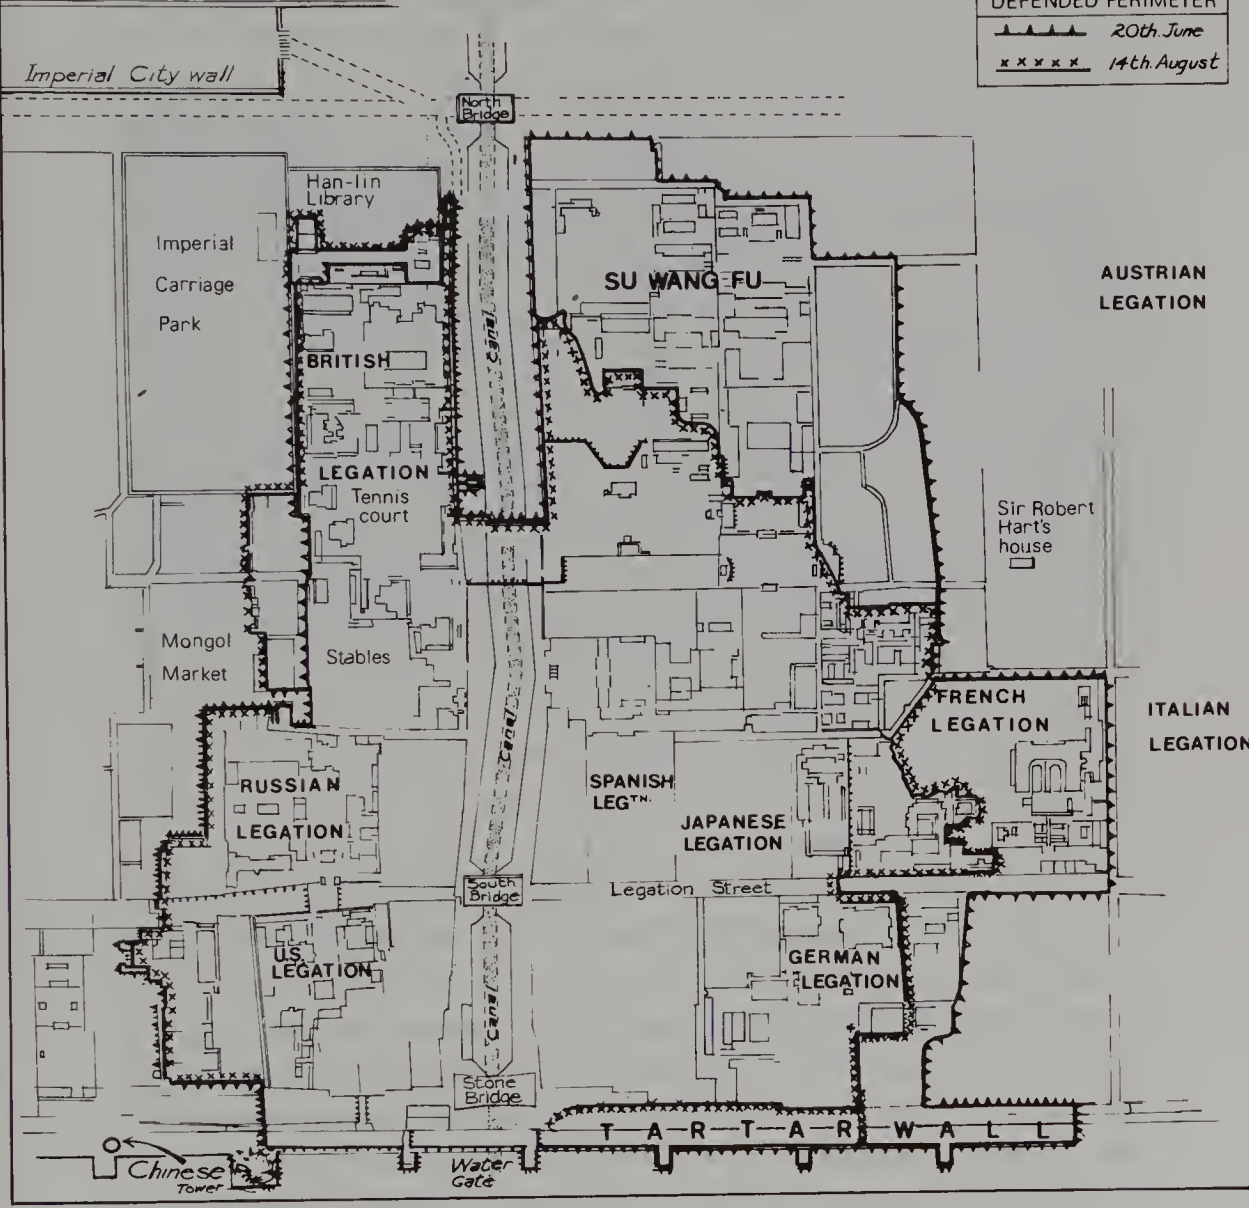 DEFENDED PERIMETER
20th. June
14th. August
Imperial City wall
North
Bridge
Han-lin
Library
Imperial
Carriage
Park
SU WANG FU
AUSTRIAN
LEGATION
Canal
BRITISH
LEGATION
Tennis
court
Sir Robert
Hart's
house
Mongol
Market
Stables
FRENCH
LEGATION
ITALIAN
LEGATION
Canal
RUSSIAN
LEGATION
SPANISH
LEGTN.
JAPANESE
LEGATION
South
Bridge
Legation Street
U.S.
LEGATION
GERMAN
LEGATION
Canal
Stone
Bridge
TARTAR WALL
Chinese
Tower
Water
Gate